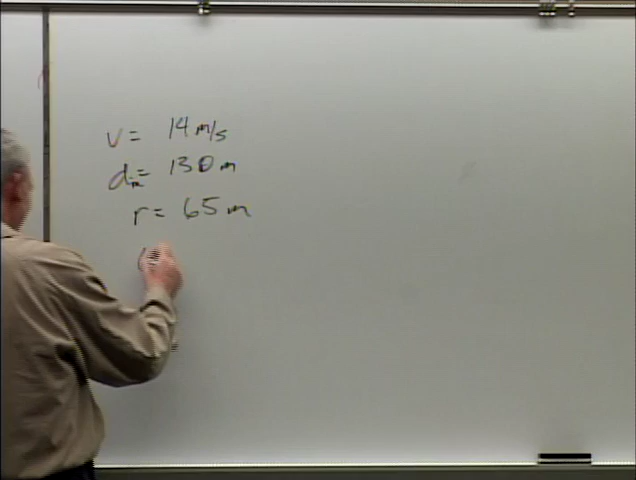 v = 14 m/s
dm = 130 m
r = 65 m